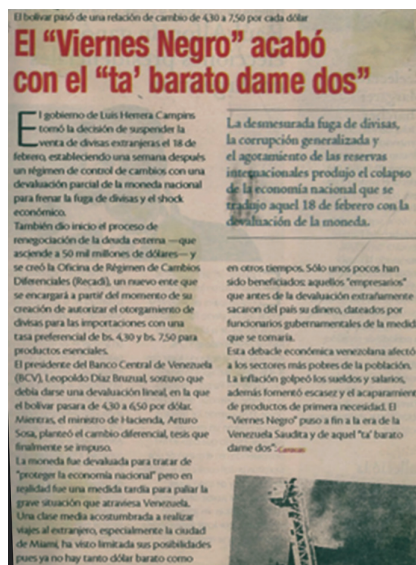 El bolívar pasó de una relación de cambio de 4,30 a 7,50 por cada dólar
El “Viernes Negro” acabó
con el “ta’ barato dame dos”
El gobierno de Luis Herrera Campins
tomó la decisión de suspender la
venta de divisas extranjeras el 18 de
febrero, estableciendo una semana después
un régimen de control de cambios con una
devaluación parcial de la moneda nacional
para frenar la fuga de divisas y el shock
económico.
También dio inicio el proceso de
renegociación de la deuda externa —que
asciende a 50 mil millones de dólares— y
se creó la Oficina de Régimen de Cambios
Diferenciales (Recadi), un nuevo ente que
se encargará a partir del momento de su
creación de autorizar el otorgamiento de
divisas para las importaciones con una
tasa preferencial de bs. 4,30 y bs. 7,50 para
productos esenciales.
El presidente del Banco Central de Venezuela
(BCV), Leopoldo Díaz Bruzual, sostuvo que
debía darse una devaluación lineal, en la que
el bolívar pasara de 4,30 a 6,50 por dólar.
Mientras, el ministro de Hacienda, Arturo
Sosa, planteó el cambio diferencial, tesis que
finalmente se impuso.
La moneda fue devaluada para tratar de
“proteger la economía nacional” pero en
realidad fue una medida tardía para paliar la
grave situación que atraviesa Venezuela.
Una clase media acostumbrada a realizar
viajes al extranjero, especialmente la ciudad
de Miami, ha visto limitada sus posibilidades
pues ya no hay tanto dólar barato como
La desmesurada fuga de divisas,
la corrupción generalizada y
el agotamiento de las reservas
internacionales produjo el colapso
de la economía nacional que se
tradujo aquel 18 de febrero con la
devaluación de la moneda.
en otros tiempos. Sólo unos pocos han
sido beneficiados: aquellos “empresarios”
que antes de la devaluación extrañamente
sacaron del país su dinero, dateados por
funcionarios gubernamentales de la medida
que se tomaría.
Esta debacle económica venezolana afectó
a los sectores más pobres de la población.
La inflación golpeó los sueldos y salarios,
además fomentó escasez y el acaparamiento
de productos de primera necesidad. El
“Viernes Negro” puso a fin a la era de la
Venezuela Saudita y de aquel “ta’ barato
dame dos”.